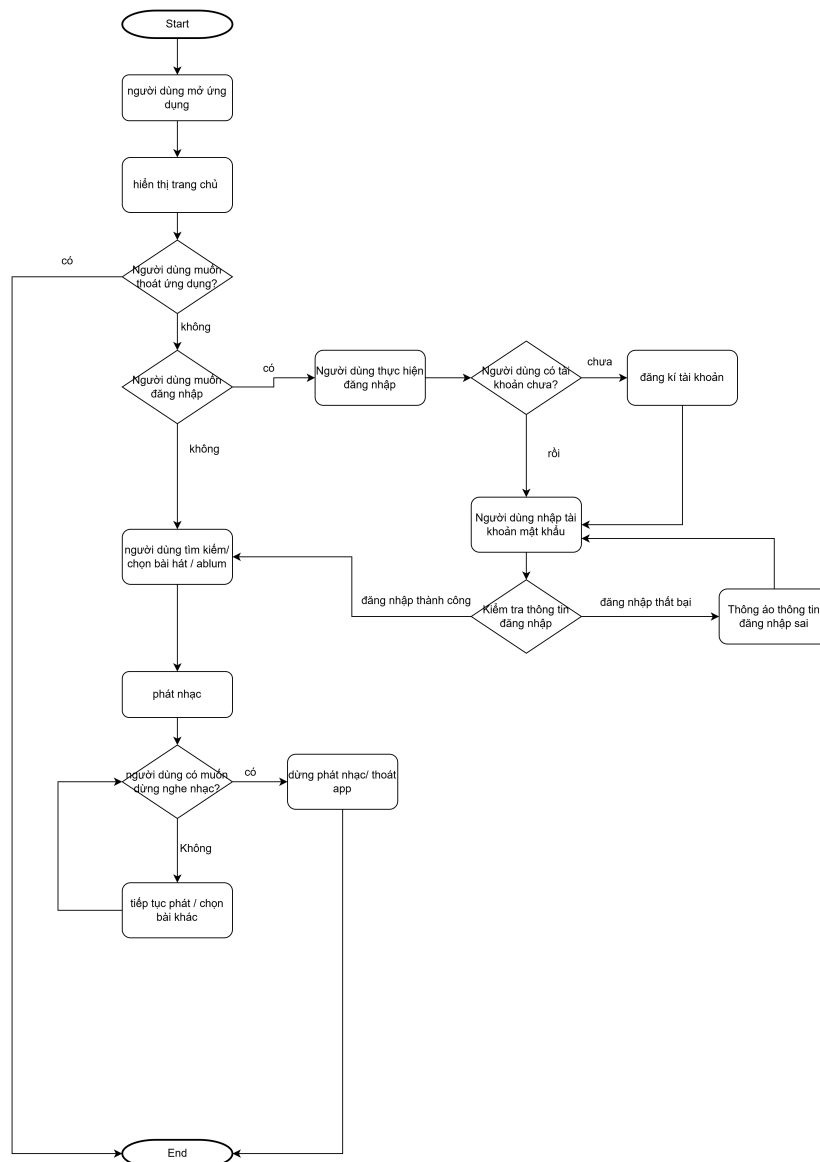 Start
người dùng mở ứng
dụng
hiển thị trang chủ
có
Người dùng muốn
thoát ứng dụng?
không
Người dùng muốn
đăng nhập
có
Người dùng thực hiện
đăng nhập
Người dùng có tài
khoản chưa?
chưa
đăng kí tài khoản
không
rồi
Người dùng nhập tài
khoản mật khẩu
người dùng tìm kiếm/
chọn bài hát / ablum
đăng nhập thành công
Kiểm tra thông tin
đăng nhập
đăng nhập thất bại
Thông áo thông tin
đăng nhập sai
phát nhạc
người dùng có muốn
dừng nghe nhạc?
có
dừng phát nhạc/ thoát
app
Không
tiếp tục phát / chọn
bài khác
End